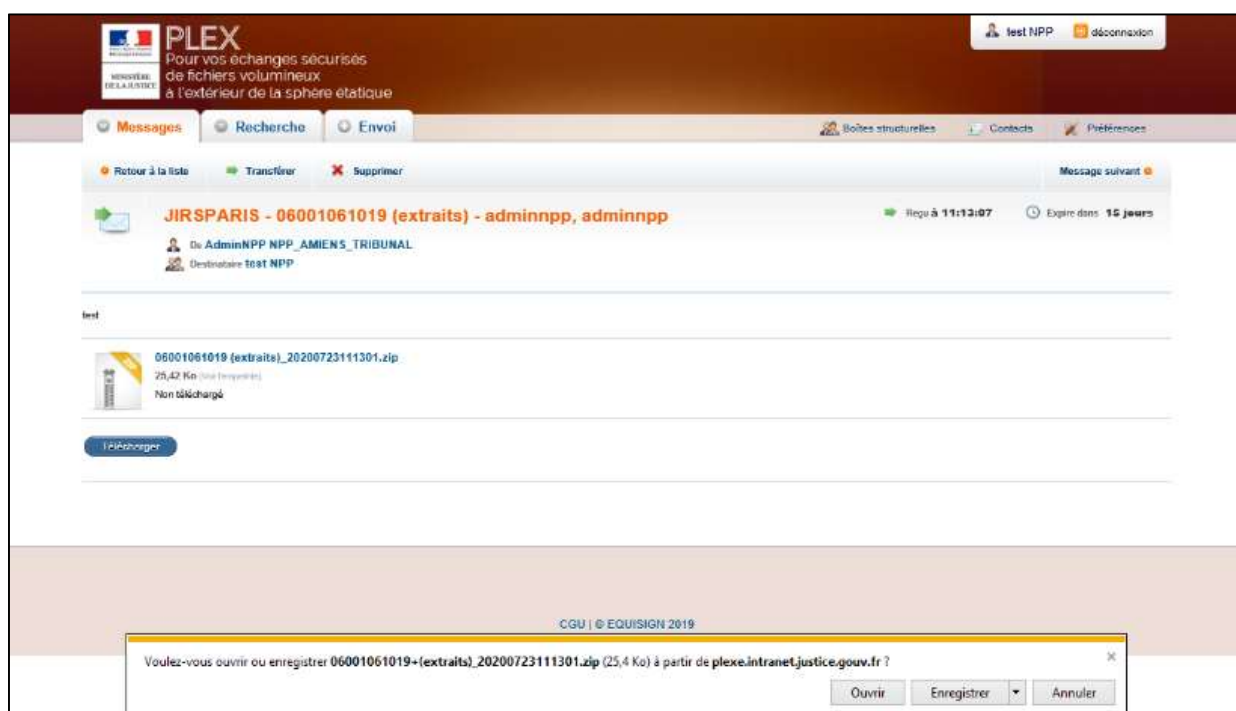 PLEX
Pour vos échanges sécurisés
de fichiers volumineux
à l'extérieur de la sphère étatique
MINISTÈRE
DE LA JUSTICE
test NPP déconnexion
Messages Recherche Envoi Boîtes structurelles Contacts Préférences
Retour à la liste Transférer Supprimer Message suivant
JIRSPARIS - 06001061019 (extraits) - adminnpp, adminnpp Reçu à 11:13:07 Expire dans 15 jours
De AdminNPP NPP_AMIENS_TRIBUNAL
Destinataire test NPP
test
06001061019 (extraits)_20200723111301.zip
25,42 Ko
Non téléchargé
Télécharger
CGU | © EQUISIGN 2019
Voulez-vous ouvrir ou enregistrer 06001061019+(extraits)_20200723111301.zip (25,4 Ko) à partir de plexe.intranet.justice.gouv.fr ?
Ouvrir Enregistrer Annuler